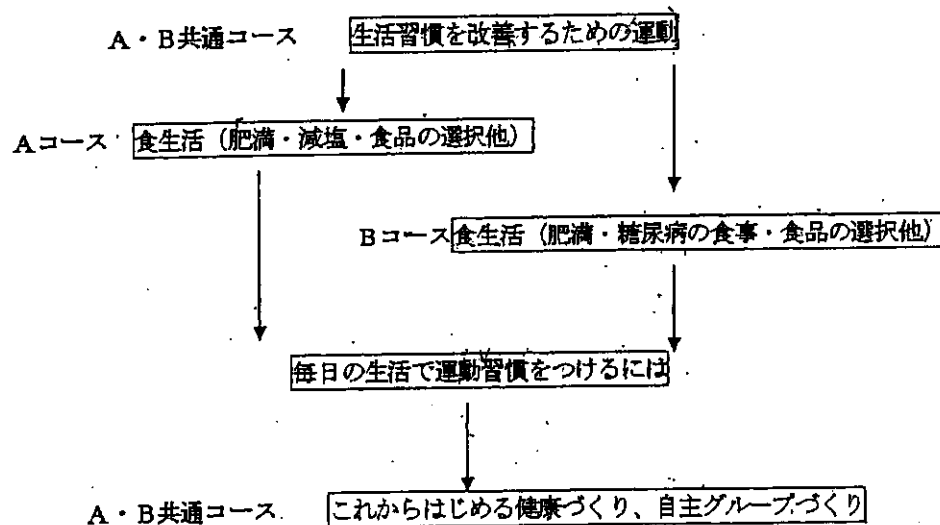 A・B共通コース 生活習慣を改善するための運動
Aコース 食生活（肥満・減塩・食品の選択他）
Bコース 食生活（肥満・糖尿病の食事・食品の選択他）
毎日の生活で運動習慣をつけるには
A・B共通コース これからはじめる健康づくり、自主グループづくり